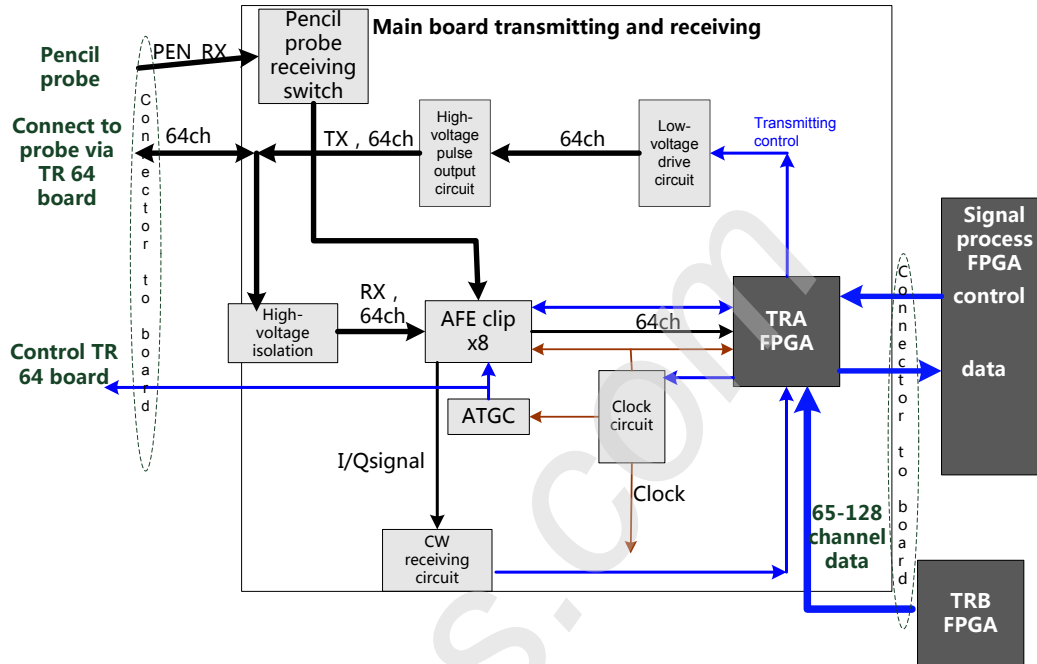 Main board transmitting and receiving
Pencil
probe
receiving
switch
PEN_RX
Pencil
probe
Connect to
probe via
TR 64
board
64ch
TX , 64ch
High-
voltage
pulse
output
circuit
64ch
Low-
voltage
drive
circuit
Transmitting
control
Signal
process
FPGA
control
data
Connector to board
High-
voltage
isolation
RX ,
64ch
AFE clip
x8
64ch
TRA
FPGA
Control TR
64 board
ATGC
Clock
circuit
Clock
I/Qsignal
CW
receiving
circuit
65-128
channel
data
Connector to board
TRB
FPGA
s.com